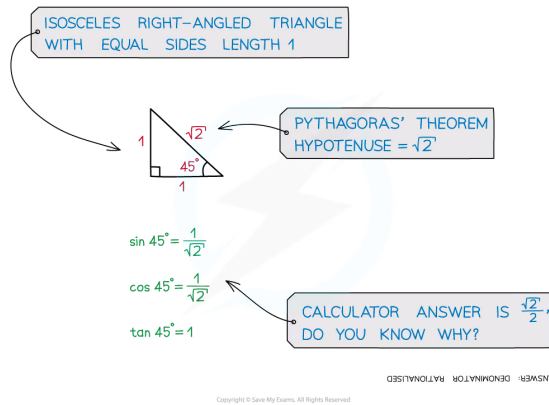 ISOSCELES RIGHT-ANGLED TRIANGLE
WITH EQUAL SIDES LENGTH 1
1
√2
45°
1
PYTHAGORAS' THEOREM
HYPOTENUSE = √2
sin 45° = 1/√2
cos 45° = 1/√2
tan 45° = 1
CALCULATOR ANSWER IS √2/2,
DO YOU KNOW WHY?
DENOMINATOR RATIONALISED
Copyright © Save My Exams. All Rights Reserved